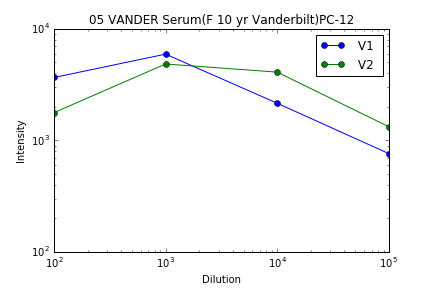 05 VANDER Serum(F 10 yr Vanderbilt)PC-12
10^4
10^3
10^2
Intensity
V1
V2
10^2 10^3 10^4 10^5
Dilution